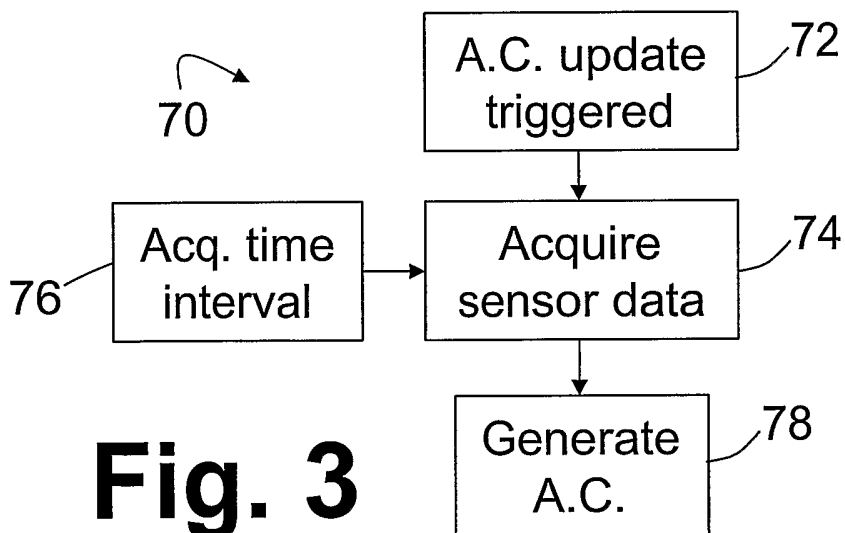 70
A.C. update
triggered
72
76
Acq. time
interval
Acquire
sensor data
74
Generate
A.C.
78
Fig. 3